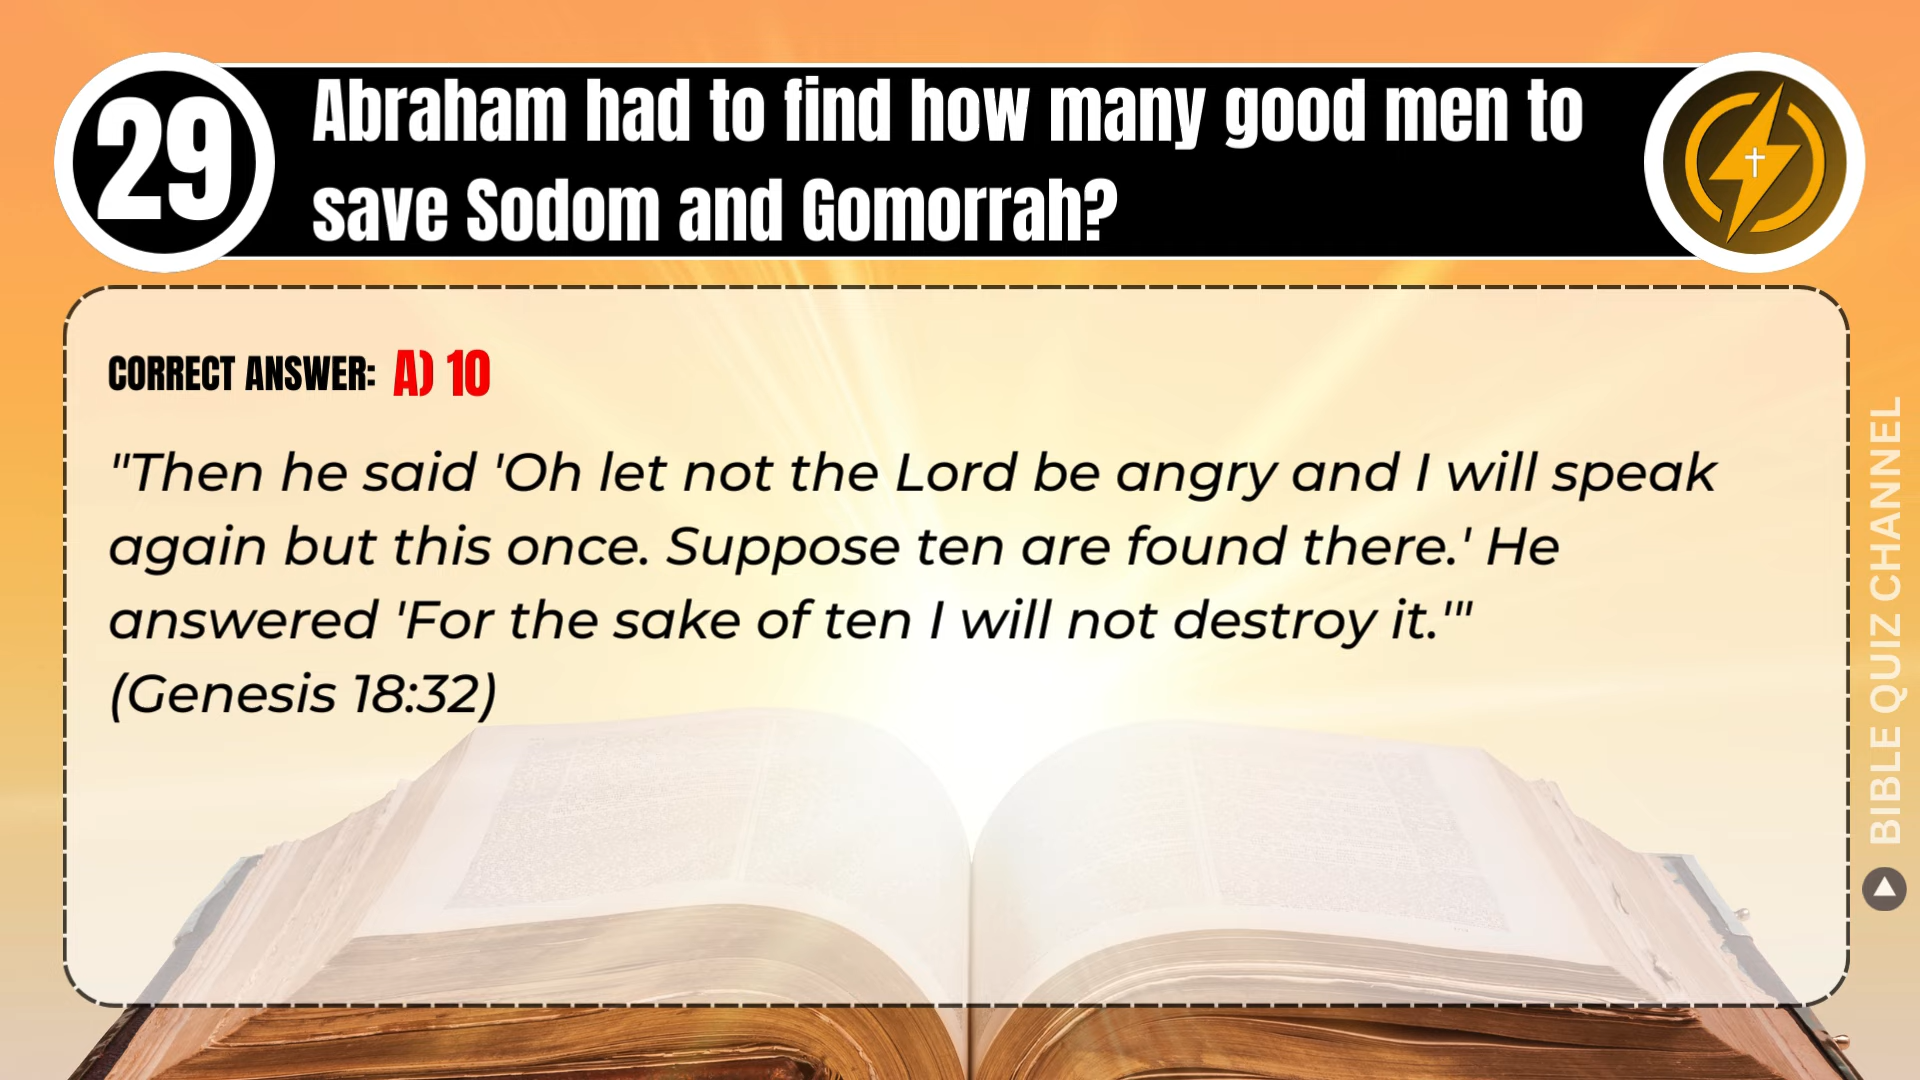 29
Abraham had to find how many good men to
save Sodom and Gomorrah?
CORRECT ANSWER: A) 10
"Then he said 'Oh let not the Lord be angry and I will speak
again but this once. Suppose ten are found there.' He
answered 'For the sake of ten I will not destroy it.'"
(Genesis 18:32)
BIBLE QUIZ CHANNEL